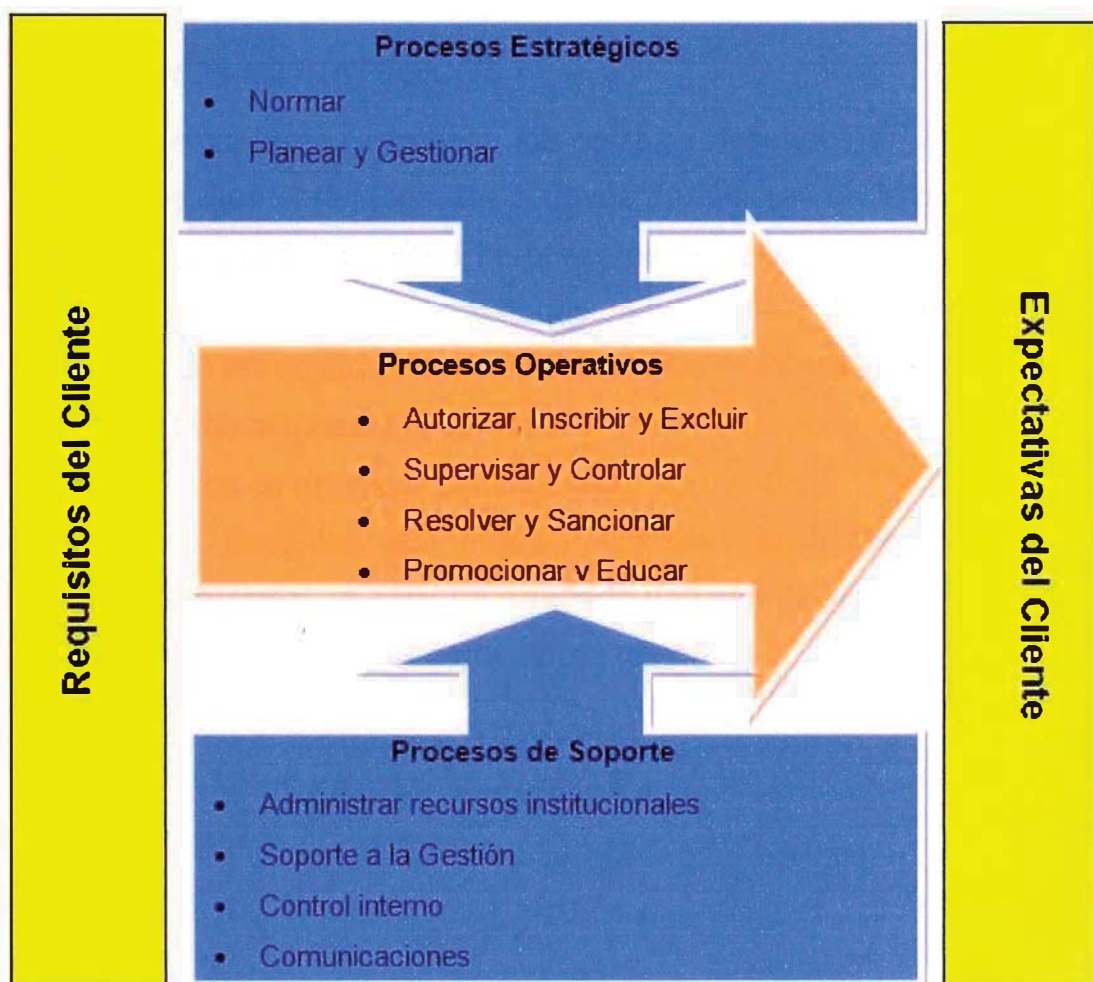 Requisitos del Cliente
Procesos Estratégicos
• Normar
• Planear y Gestionar
Procesos Operativos
• Autorizar, Inscribir y Excluir
• Supervisar y Controlar
• Resolver y Sancionar
• Promocionar y Educar
Procesos de Soporte
• Administrar recursos institucionales
• Soporte a la Gestión
• Control interno
• Comunicaciones
Expectativas del Cliente